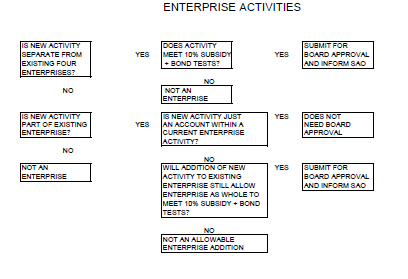 ENTERPRISE ACTIVITIES
IS NEW ACTIVITY
SEPARATE FROM
EXISTING FOUR
ENTERPRISES?
YES
DOES ACTIVITY
MEET 10% SUBSIDY
+ BOND TESTS?
YES
SUBMIT FOR
BOARD APPROVAL
AND INFORM SAO
NO
NO
NOT AN
ENTERPRISE
IS NEW ACTIVITY
PART OF EXISTING
ENTERPRISE?
YES
IS NEW ACTIVITY JUST
AN ACCOUNT WITHIN A
CURRENT ENTERPRISE
ACTIVITY?
YES
DOES NOT
NEED BOARD
APPROVAL
NO
NO
NOT AN
ENTERPRISE
WILL ADDITION OF NEW
ACTIVITY TO EXISTING
ENTERPRISE STILL ALLOW
ENTERPRISE AS WHOLE TO
MEET 10% SUBSIDY + BOND
TESTS?
YES
SUBMIT FOR
BOARD APPROVAL
AND INFORM SAO
NO
NOT AN ALLOWABLE
ENTERPRISE ADDITION